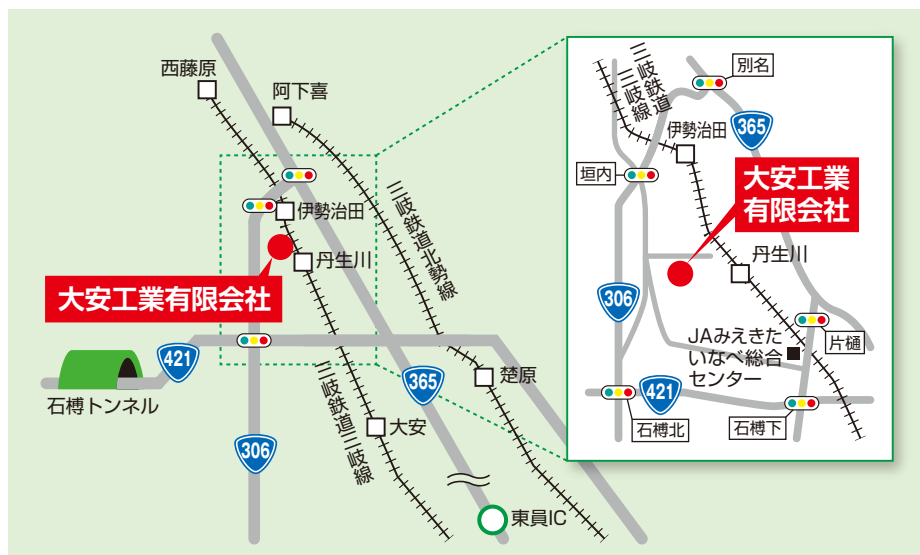 西藤原
阿下喜
伊勢治田
丹生川
大安工業有限会社
三岐鉄道北勢線
421
石榑トンネル
365
楚原
三岐鉄道三岐線
大安
306
東員IC
三岐鉄道
三岐線
別名
伊勢治田
365
垣内
大安工業
有限会社
丹生川
306
片樋
JAみえきた
いなべ総合
センター
421
石榑北
石榑下